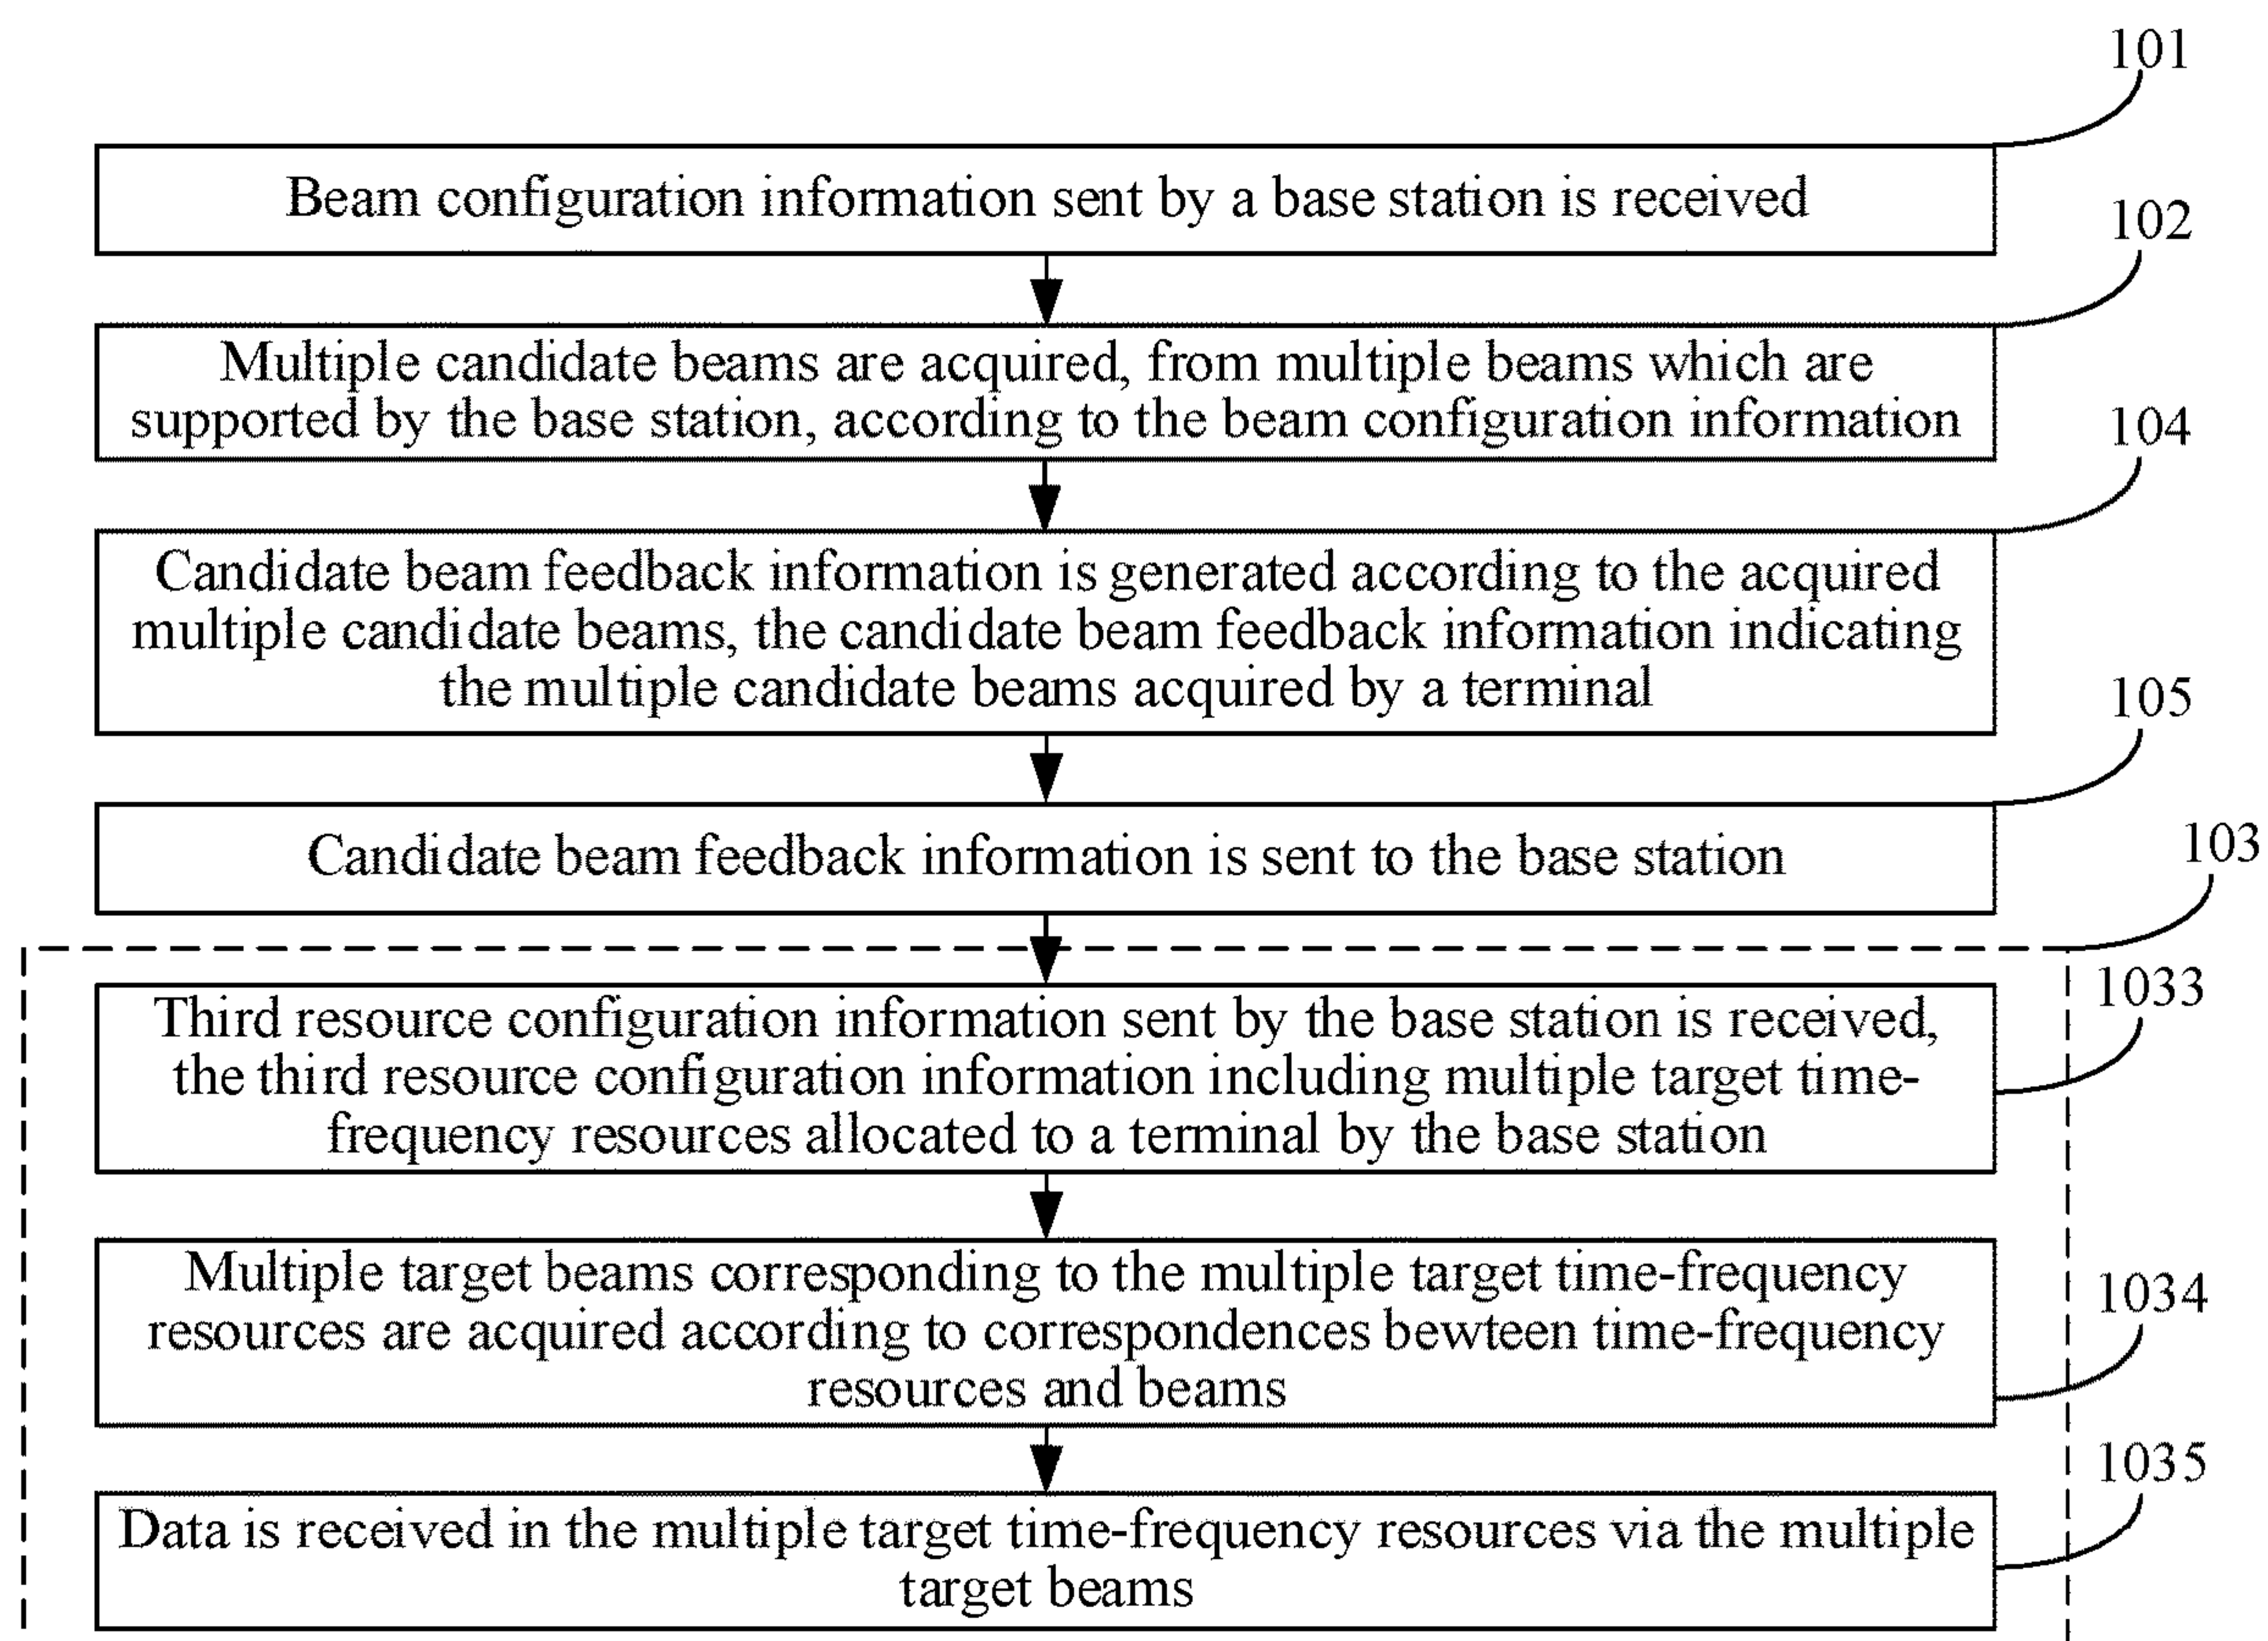 101
Beam configuration information sent by a base station is received
102
Multiple candidate beams are acquired, from multiple beams which are
supported by the base station, according to the beam configuration information
104
Candidate beam feedback information is generated according to the acquired
multiple candidate beams, the candidate beam feedback information indicating
the multiple candidate beams acquired by a terminal
105
Candidate beam feedback information is sent to the base station
103
1033
Third resource configuration information sent by the base station is received,
the third resource configuration information including multiple target time-
frequency resources allocated to a terminal by the base station
1034
Multiple target beams corresponding to the multiple target time-frequency
resources are acquired according to correspondences bewteen time-frequency
resources and beams
1035
Data is received in the multiple target time-frequency resources via the multiple
target beams